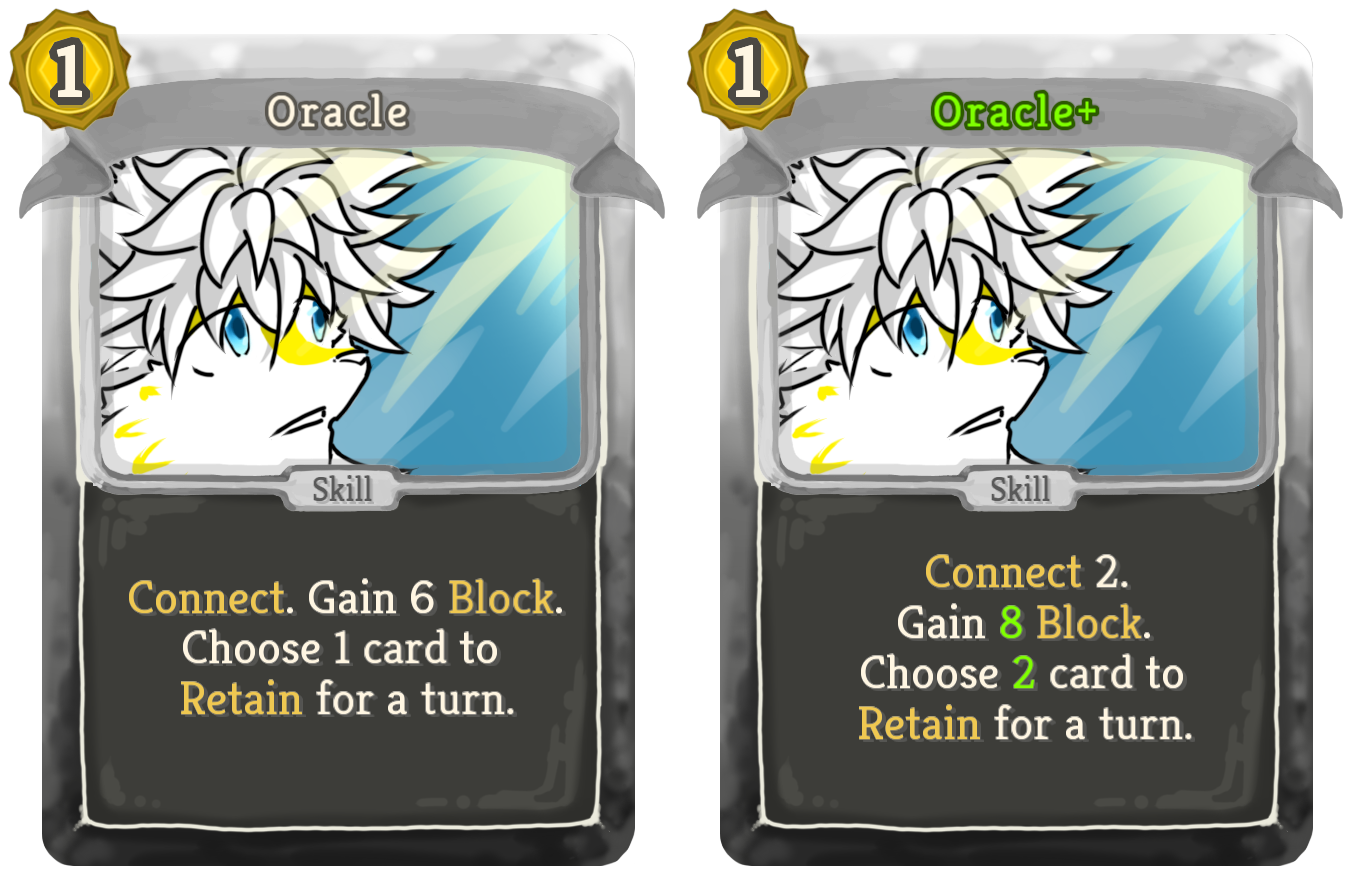 1
Oracle
Skill
Connect. Gain 6 Block.
Choose 1 card to
Retain for a turn.
1
Oracle+
Skill
Connect 2.
Gain 8 Block.
Choose 2 card to
Retain for a turn.